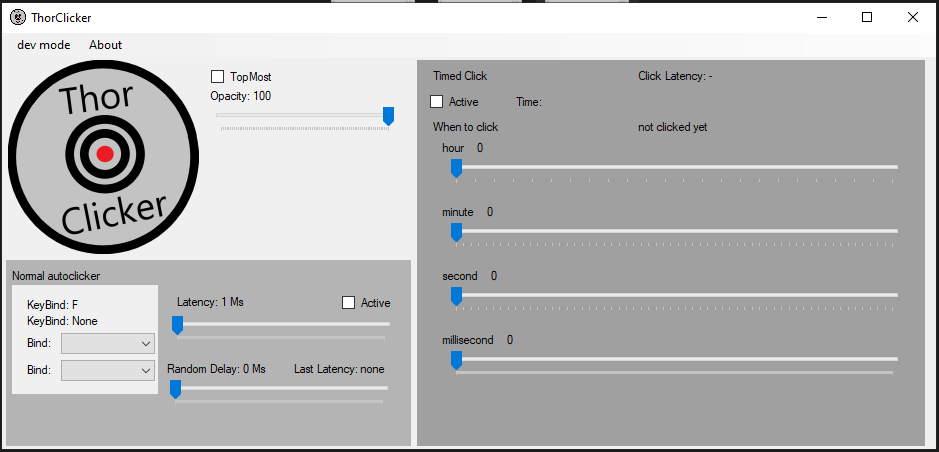 ThorClicker
dev mode About
Thor
Clicker
TopMost
Opacity: 100
Normal autoclicker
KeyBind: F
KeyBind: None
Bind:
Bind:
Latency: 1 Ms
Active
Random Delay: 0 Ms
Last Latency: none
Timed Click
Click Latency: -
Active
Time:
When to click
not clicked yet
hour 0
minute 0
second 0
millisecond 0